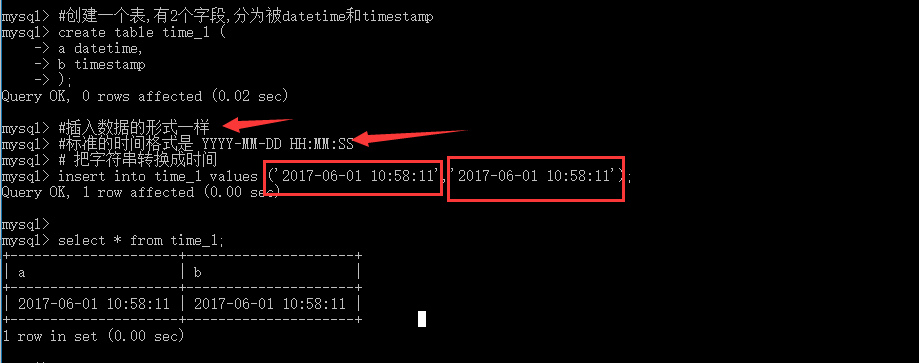 mysql> #创建一个表,有2个字段,分为被datetime和timestamp
mysql> create table time_1 (
    -> a datetime,
    -> b timestamp
    -> );
Query OK, 0 rows affected (0.02 sec)
mysql> #插入数据的形式一样
mysql> #标准的时间格式是 YYYY-MM-DD HH:MM:SS
mysql> # 把字符串转换成时间
mysql> insert into time_1 values ('2017-06-01 10:58:11','2017-06-01 10:58:11');
Query OK, 1 row affected (0.00 sec)
mysql>
mysql> select * from time_1;
+---------------------+---------------------+
| a                   | b                   |
+---------------------+---------------------+
| 2017-06-01 10:58:11 | 2017-06-01 10:58:11 |
+---------------------+---------------------+
1 row in set (0.00 sec)